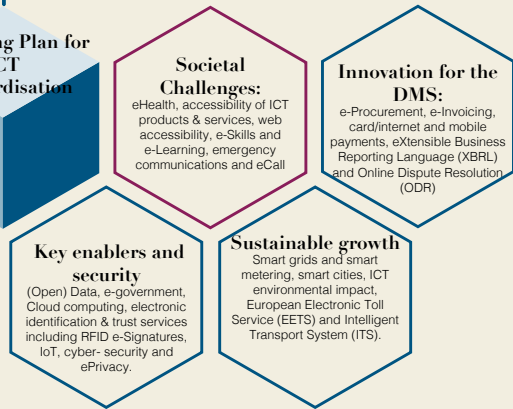 Plan for
Societal
Challenges:
eHealth, accessibility of ICT
products & services, web
accessibility, e-Skills and
e-Learning, emergency
communications and eCall
Innovation for the
DMS:
e-Procurement, e-Invoicing,
card/internet and mobile
payments, eXtensible Business
Reporting Language (XBRL)
and Online Dispute Resolution
(ODR)
Key enablers and
security
(Open) Data, e-government,
Cloud computing, electronic
identification & trust services
including RFID e-Signatures,
IoT, cyber- security and
ePrivacy.
Sustainable growth
Smart grids and smart
metering, smart cities, ICT
environmental impact,
European Electronic Toll
Service (EETS) and Intelligent
Transport System (ITS).